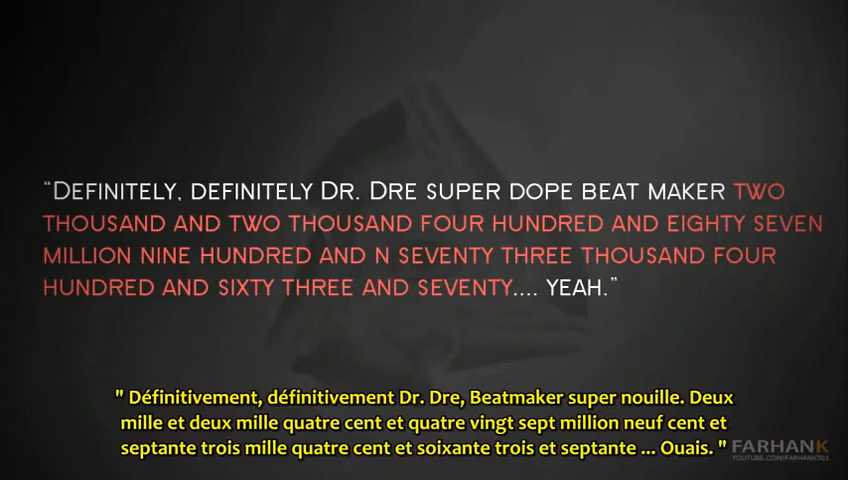 “Definitely, definitely Dr. Dre super dope beat maker two
thousand and two thousand four hundred and eighty seven
million nine hundred and n seventy three thousand four
hundred and sixty three and seventy.... yeah.”
" Définitivement, définitivement Dr. Dre, Beatmaker super nouille. Deux
mille et deux mille quatre cent et quatre vingt sept million neuf cent et
septante trois mille quatre cent et soixante trois et septante ... Ouais. "
FARHANK
YOUTUBE.COM/FARHANK501